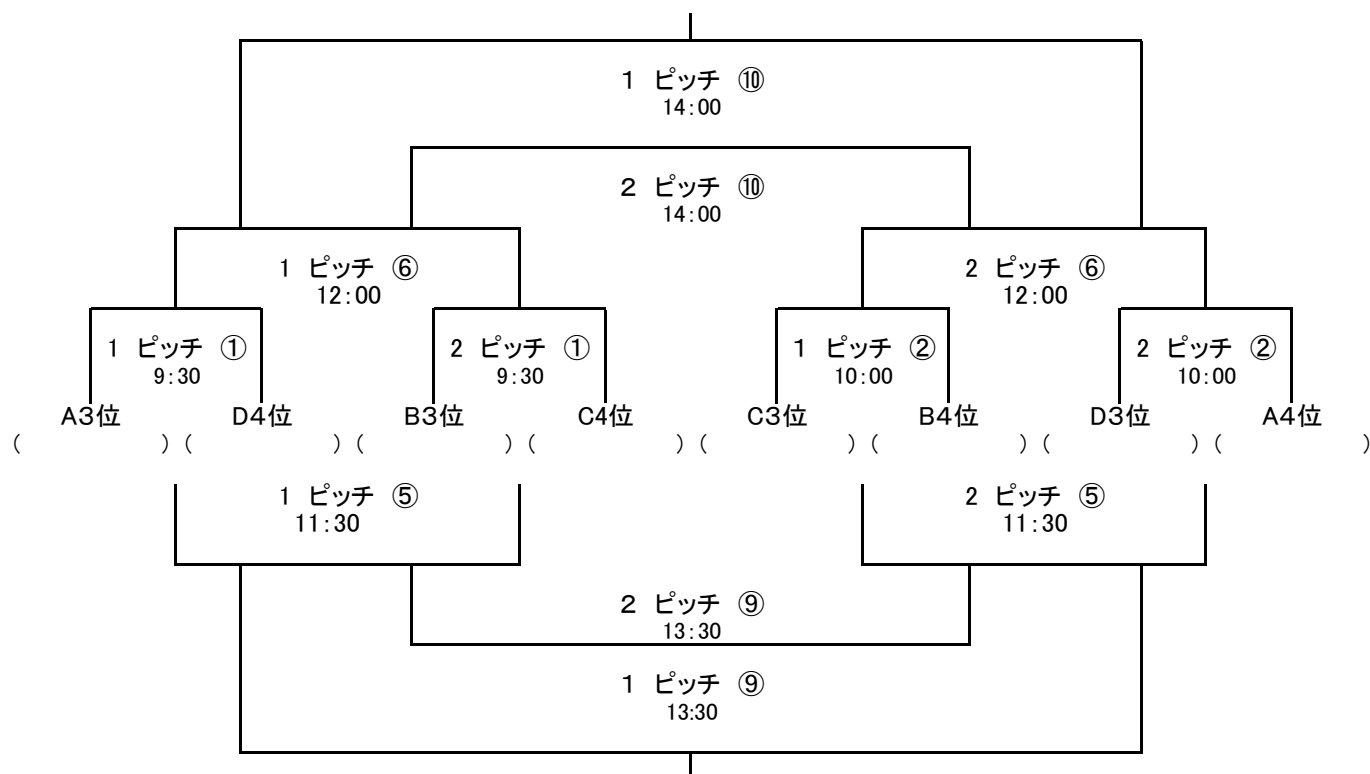 1 ピッチ ⑩
14:00
2 ピッチ ⑩
14:00
1 ピッチ ⑥ 2 ピッチ ⑥
12:00 12:00
1 ピッチ ① 2 ピッチ ① 1 ピッチ ② 2 ピッチ ②
9:30 9:30 10:00 10:00
A3位 D4位 B3位 C4位 C3位 B4位 D3位 A4位
( ) ( ) ( ) ( ) ( ) ( ) ( ) ( )
1 ピッチ ⑤ 2 ピッチ ⑤
11:30 11:30
2 ピッチ ⑨
13:30
1 ピッチ ⑨
13:30